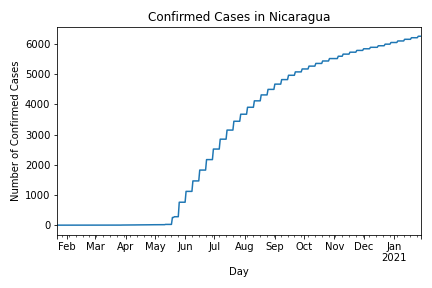 Confirmed Cases in Nicaragua
Number of Confirmed Cases
6000
5000
4000
3000
2000
1000
0
Feb Mar Apr May Jun Jul Aug Sep Oct Nov Dec Jan
2021
Day